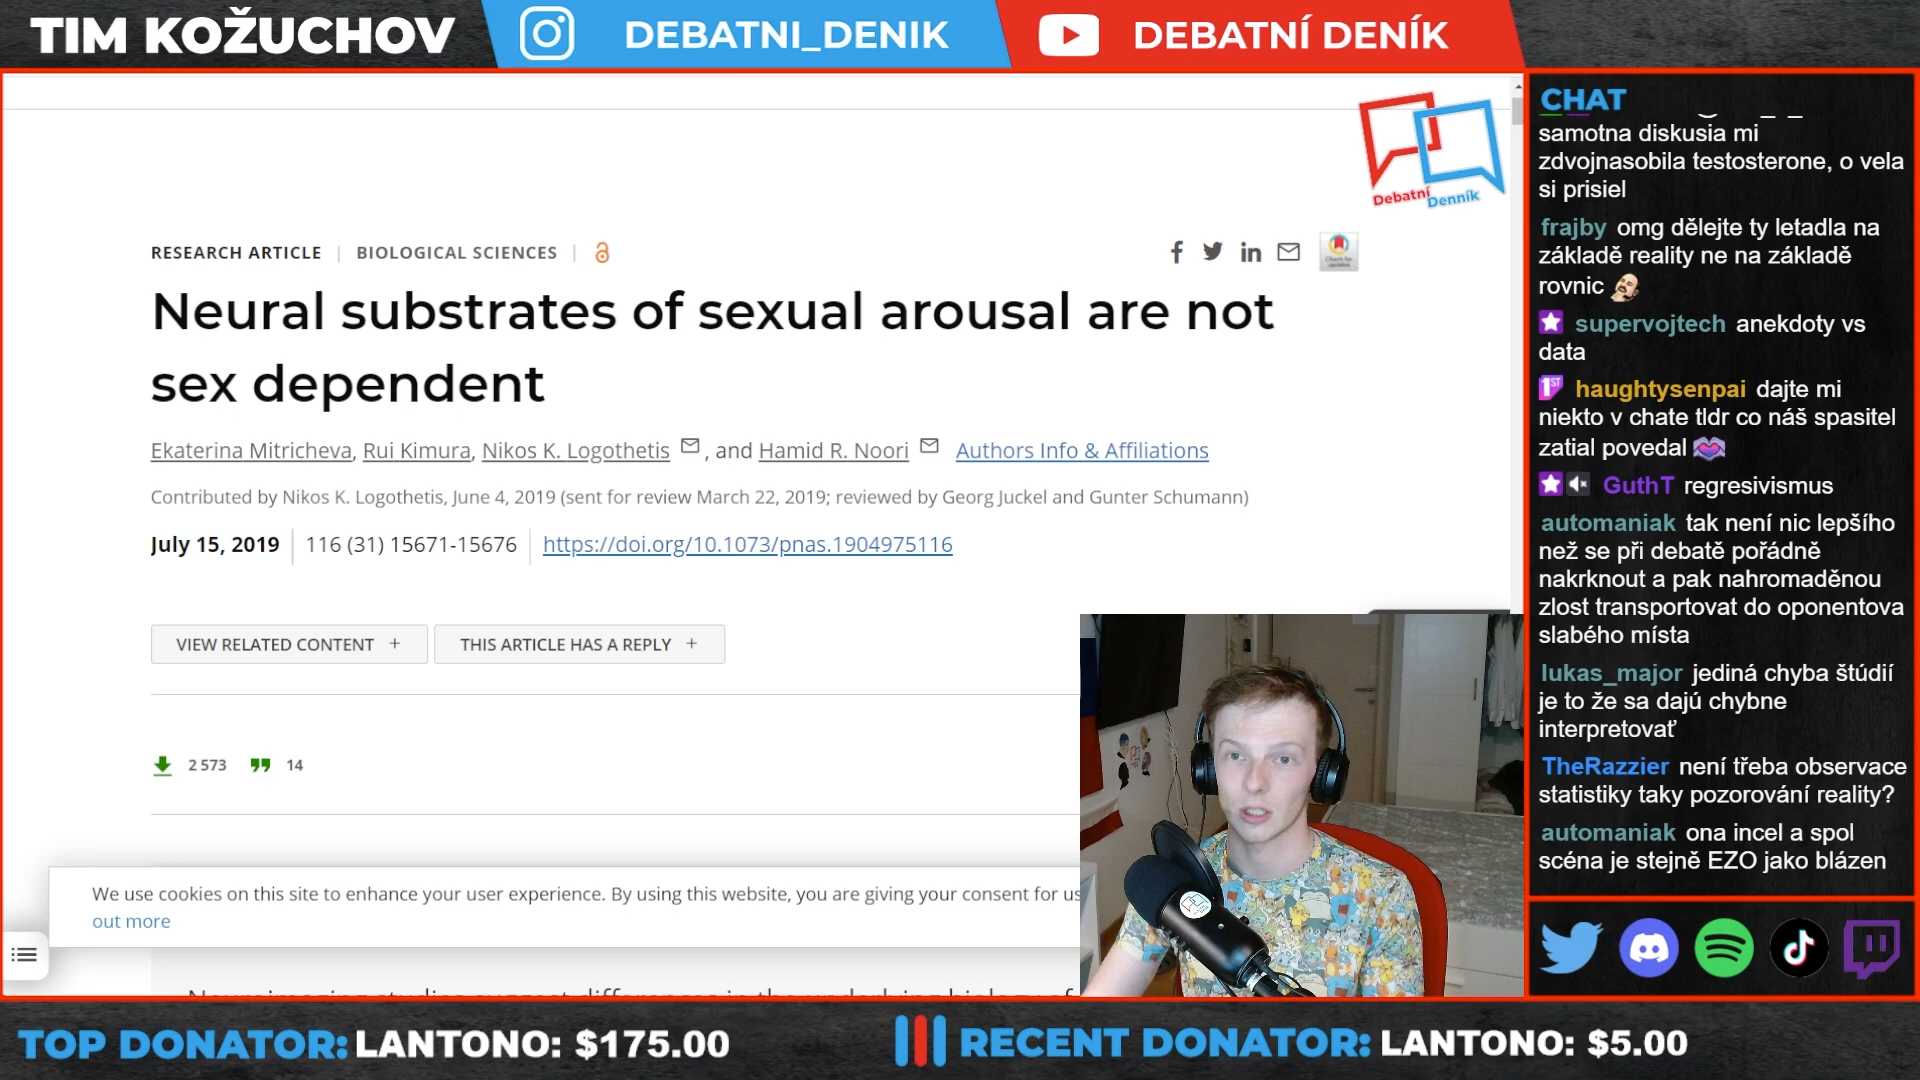 TIM KOŽUCHOV
DEBATNI_DENIK
DEBATNÍ DENÍK
Debatní
Denník
RESEARCH ARTICLE | BIOLOGICAL SCIENCES |
Neural substrates of sexual arousal are not
sex dependent
Ekaterina Mitricheva, Rui Kimura, Nikos K. Logothetis , and Hamid R. Noori Authors Info & Affiliations
Contributed by Nikos K. Logothetis, June 4, 2019 (sent for review March 22, 2019; reviewed by Georg Juckel and Gunter Schumann)
July 15, 2019 | 116 (31) 15671-15676 | https://doi.org/10.1073/pnas.1904975116
VIEW RELATED CONTENT +
THIS ARTICLE HAS A REPLY +
2 573
14
We use cookies on this site to enhance your user experience. By using this website, you are giving your consent for us
out more
CHAT
samotna diskusia mi
zdvojnasobila testosterone, o vela
si prisiel
frajby omg dělejte ty letadla na
základě reality ne na základě
rovnic
supervojtech anekdoty vs
data
1ST haughtysenpai dajte mi
niekto v chate tldr co náš spasitel
zatial povedal
GuthT regresivismus
automaniak tak není nic lepšího
než se při debatě pořádně
nakrknout a pak nahromaděnou
zlost transportovat do oponentova
slabého místa
lukas_major jediná chyba štúdií
je to že sa dajú chybne
interpretovať
TheRazzier není třeba observace
statistiky taky pozorování reality?
automaniak ona incel a spol
scéna je stejně EZO jako blázen
TOP DONATOR: LANTONO: $175.00
RECENT DONATOR: LANTONO: $5.00